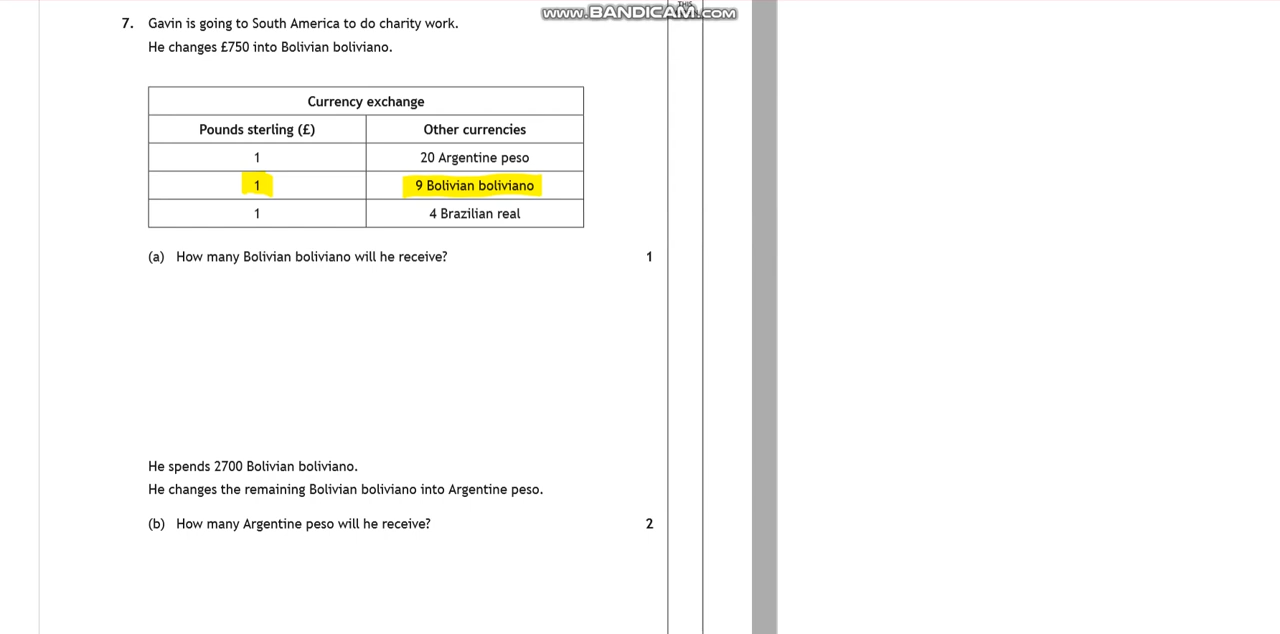 www.BANDICAM.com
THIS
7. Gavin is going to South America to do charity work.
He changes £750 into Bolivian boliviano.
Currency exchange
Pounds sterling (£) Other currencies
1 20 Argentine peso
1 9 Bolivian boliviano
1 4 Brazilian real
(a) How many Bolivian boliviano will he receive? 1
He spends 2700 Bolivian boliviano.
He changes the remaining Bolivian boliviano into Argentine peso.
(b) How many Argentine peso will he receive? 2